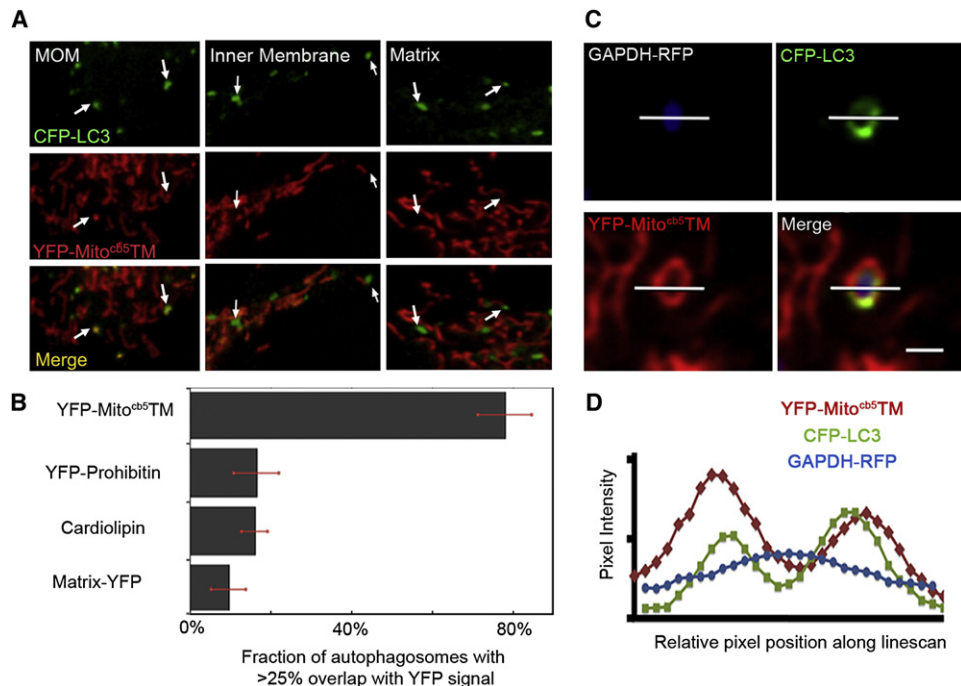 A
MOM
Inner Membrane
Matrix
CFP-LC3
YFP-Mitocb5TM
Merge
B
YFP-Mitocb5TM
YFP-Prohibitin
Cardiolipin
Matrix-YFP
0%
40%
80%
Fraction of autophagosomes with
>25% overlap with YFP signal
C
GAPDH-RFP
CFP-LC3
YFP-Mitocb5TM
Merge
D
YFP-Mitocb5TM
CFP-LC3
GAPDH-RFP
Pixel Intensity
Relative pixel position along linescan